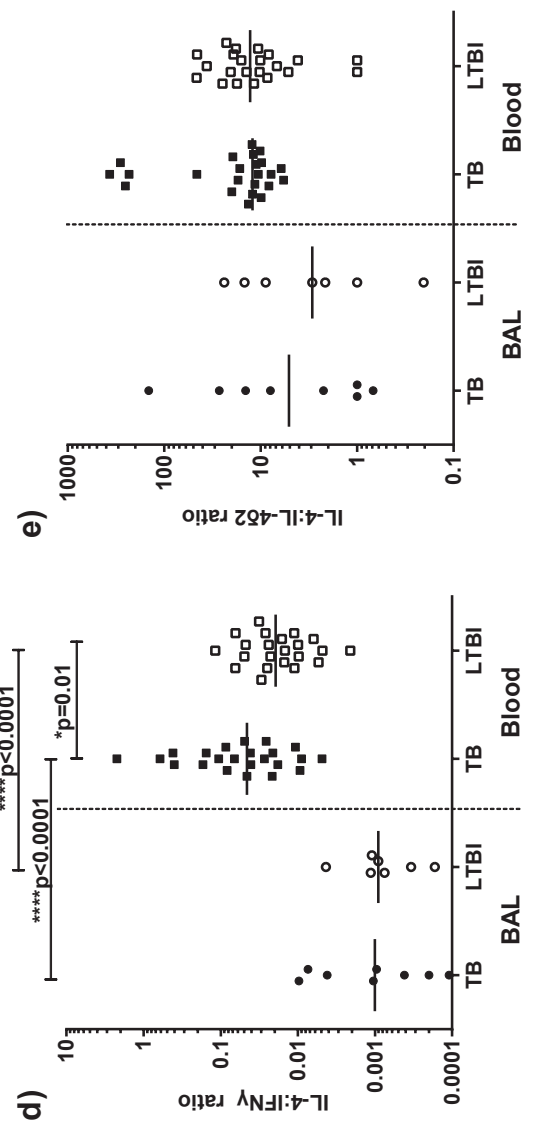 d)
****p<0.0001
****p<0.0001
*p=0.01
IL-4:IFNγ ratio
10
1
0.1
0.01
0.001
0.0001
TB
LTBI
TB
LTBI
BAL
Blood
e)
IL-4:IL-4δ2 ratio
1000
100
10
1
0.1
TB
LTBI
TB
LTBI
BAL
Blood